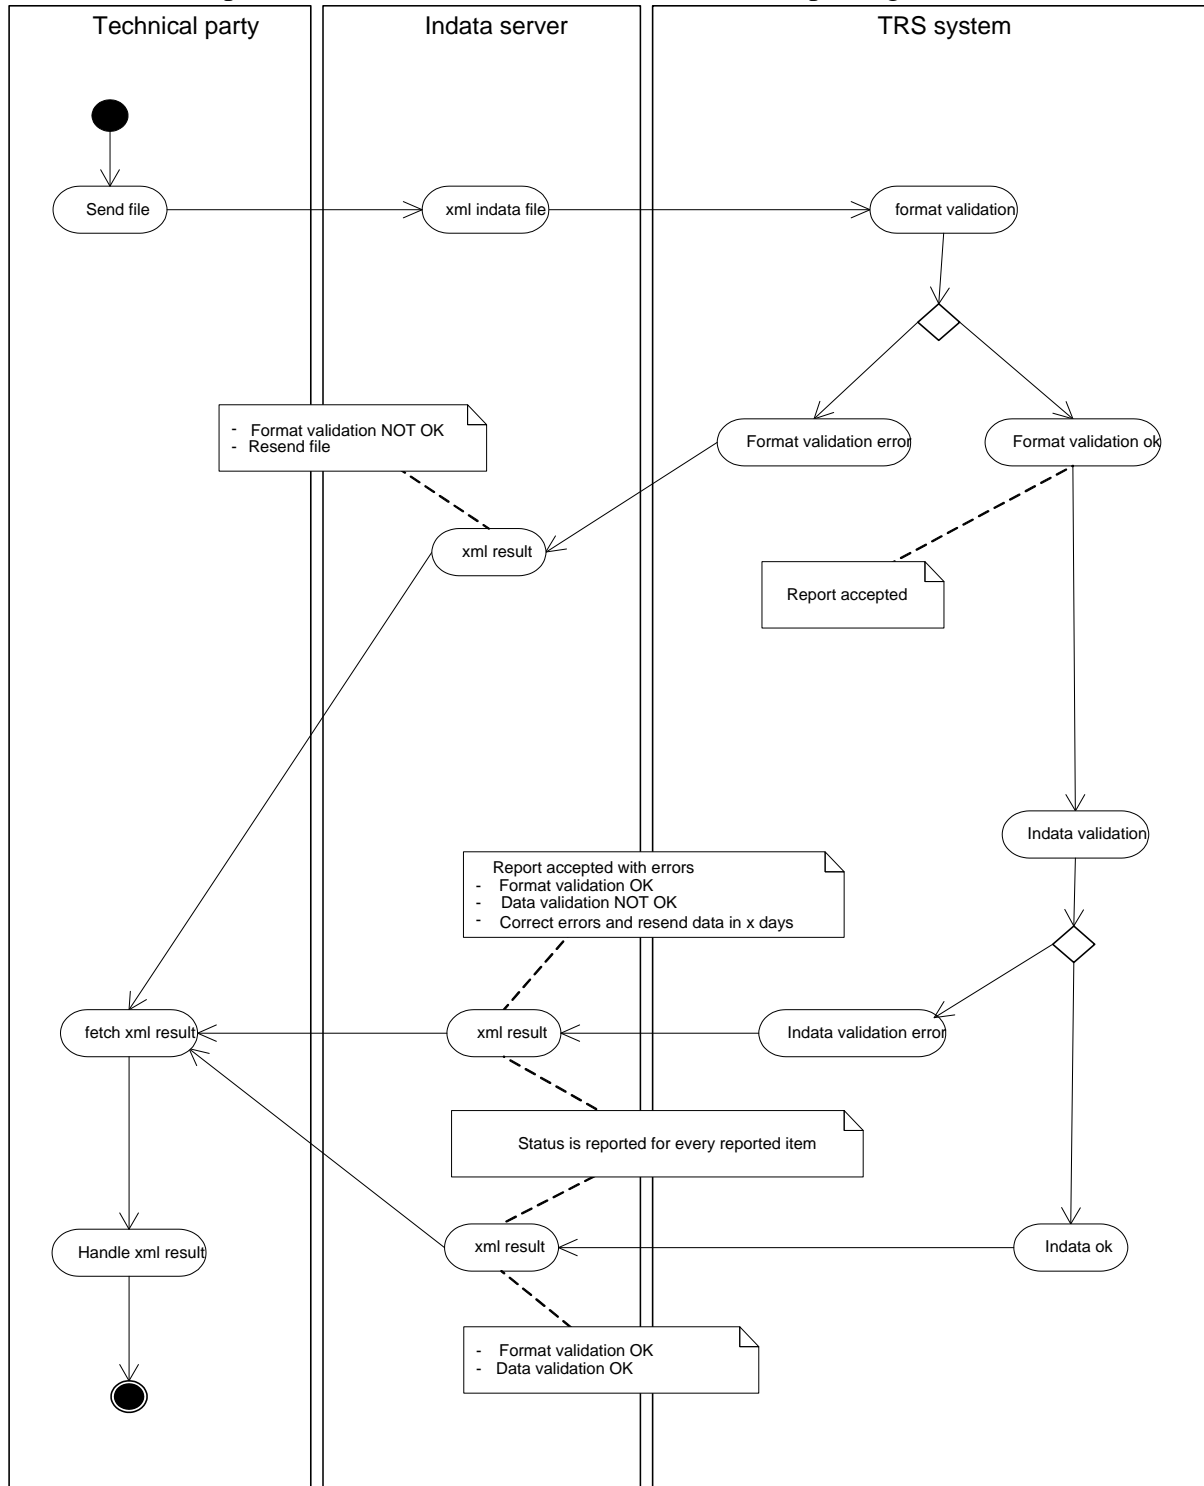 Technical party
Indata server
TRS system
Send file
xml indata file
format validation
- Format validation NOT OK
- Resend file
Format validation error
Format validation ok
xml result
Report accepted
Indata validation
Report accepted with errors
- Format validation OK
- Data validation NOT OK
- Correct errors and resend data in x days
fetch xml result
xml result
Indata validation error
Status is reported for every reported item
Handle xml result
xml result
Indata ok
- Format validation OK
- Data validation OK